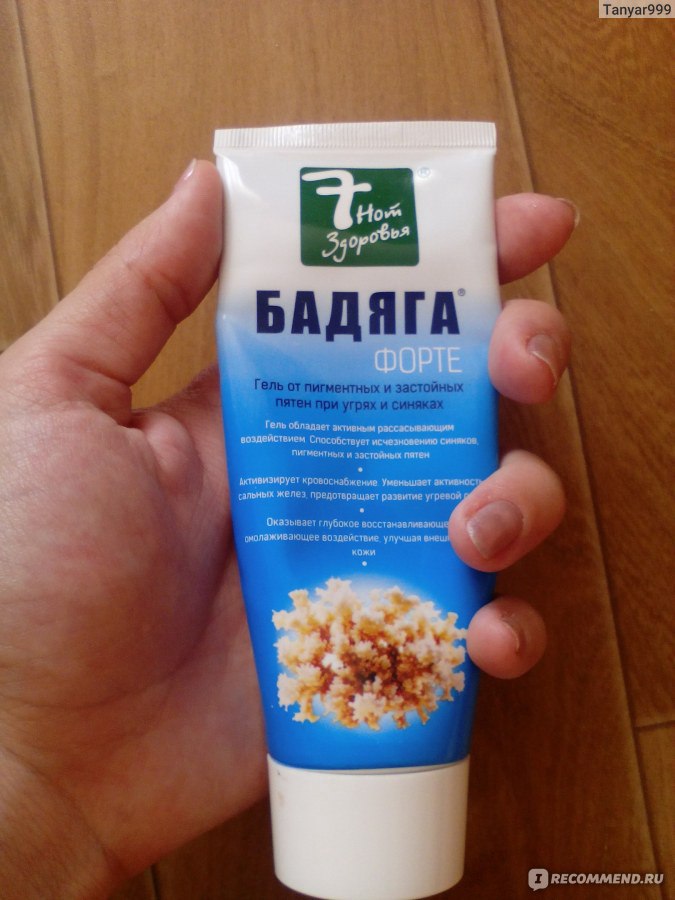 Tanyar999
7 Нот
Здоровья
®
БАДЯГА®
ФОРТЕ
Гель от пигментных и застойных
пятен при угрях и синяках
Гель обладает активным рассасывающим
воздействием. Способствует исчезновению синяков,
пигментных и застойных пятен
Активизирует кровоснабжение. Уменьшает активность
сальных желез, предотвращает развитие угревой
Оказывает глубокое восстанавливающе
омолаживающее воздействие, улучшая внеш
кожи
IRECOMMEND.RU